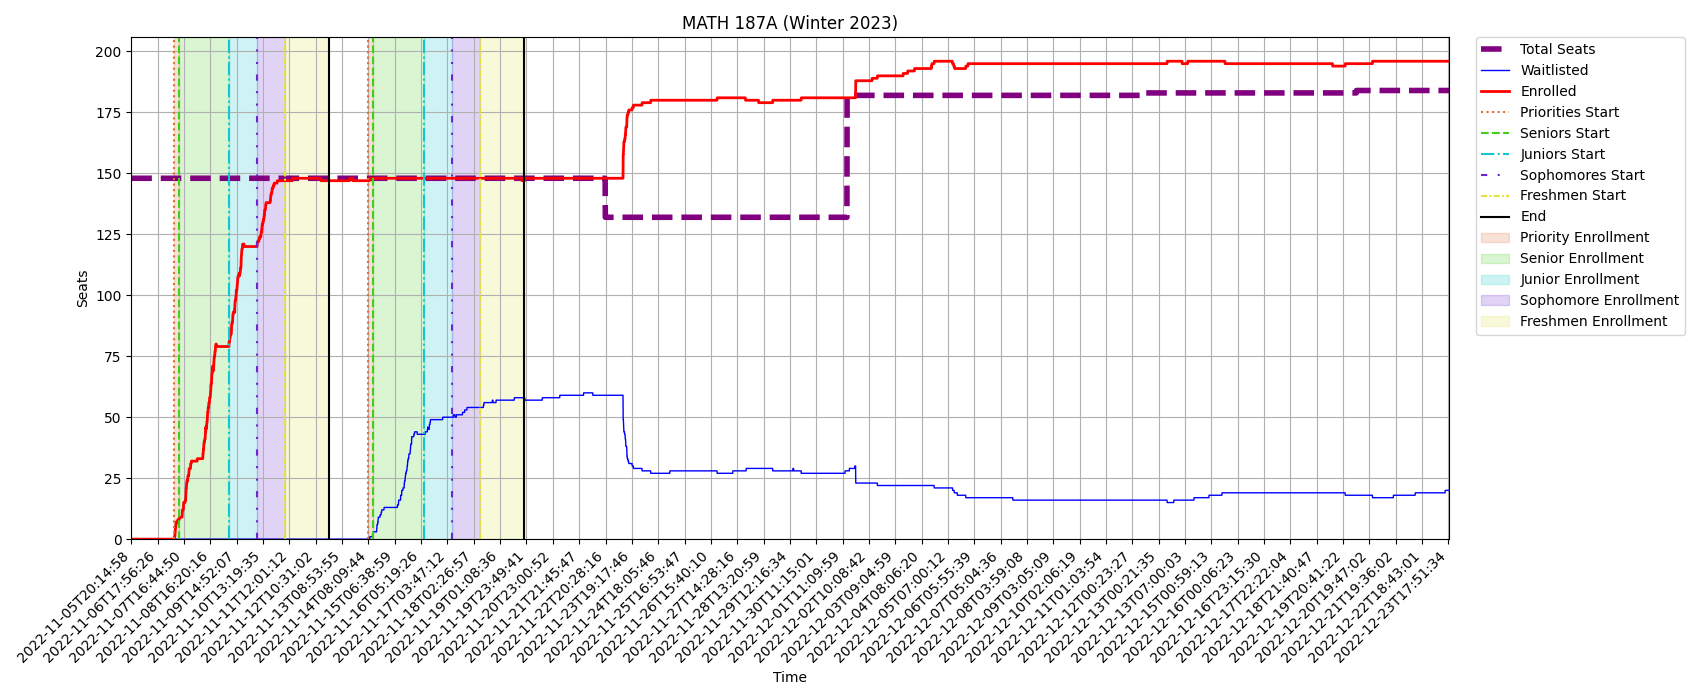 MATH 187A (Winter 2023)
Seats
200
175
150
125
100
75
50
25
0
2022-11-05T20:14:58
2022-11-06T17:56:26
2022-11-07T16:44:50
2022-11-08T16:20:16
2022-11-09T14:52:07
2022-11-10T13:19:35
2022-11-11T12:01:12
2022-11-12T10:31:02
2022-11-13T08:53:55
2022-11-14T08:09:44
2022-11-15T06:38:59
2022-11-16T05:19:26
2022-11-17T03:47:12
2022-11-18T02:26:57
2022-11-19T01:08:36
2022-11-19T23:49:41
2022-11-20T23:00:52
2022-11-21T21:45:47
2022-11-22T20:28:16
2022-11-23T19:17:46
2022-11-24T18:05:46
2022-11-25T16:53:47
2022-11-26T15:40:10
2022-11-27T14:28:16
2022-11-28T13:20:59
2022-11-29T12:16:34
2022-11-30T11:15:01
2022-12-01T11:09:59
2022-12-02T10:08:42
2022-12-03T09:04:59
2022-12-04T08:06:20
2022-12-05T07:00:12
2022-12-06T05:55:39
2022-12-07T05:04:36
2022-12-08T03:59:08
2022-12-09T03:05:09
2022-12-10T02:06:19
2022-12-11T01:03:54
2022-12-12T00:23:27
2022-12-13T00:21:35
2022-12-13T07:00:03
2022-12-15T00:59:13
2022-12-16T00:06:23
2022-12-16T23:15:30
2022-12-17T22:22:04
2022-12-18T21:40:47
2022-12-19T20:41:22
2022-12-20T19:47:02
2022-12-21T19:36:02
2022-12-22T18:43:01
2022-12-23T17:51:34
Time
Total Seats
Waitlisted
Enrolled
Priorities Start
Seniors Start
Juniors Start
Sophomores Start
Freshmen Start
End
Priority Enrollment
Senior Enrollment
Junior Enrollment
Sophomore Enrollment
Freshmen Enrollment